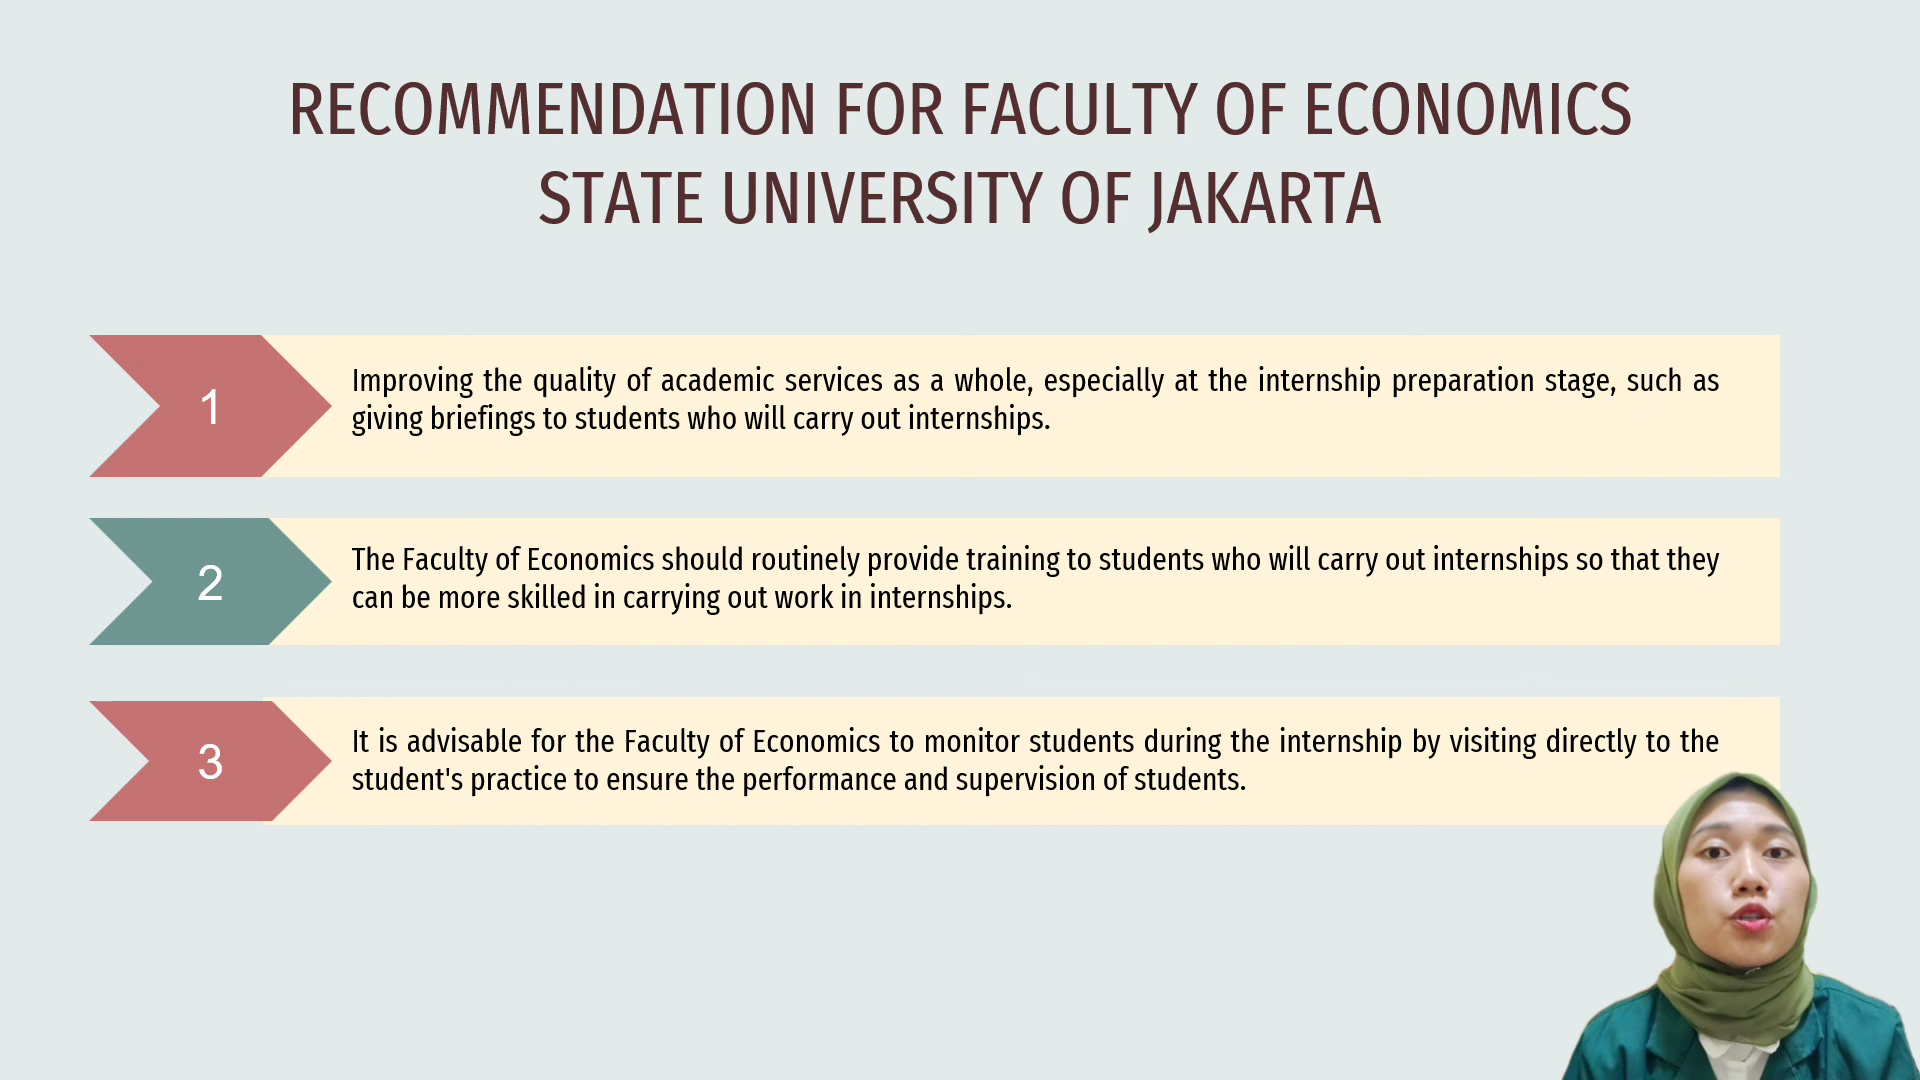 RECOMMENDATION FOR FACULTY OF ECONOMICS
STATE UNIVERSITY OF JAKARTA
1
Improving the quality of academic services as a whole, especially at the internship preparation stage, such as
giving briefings to students who will carry out internships.
2
The Faculty of Economics should routinely provide training to students who will carry out internships so that they
can be more skilled in carrying out work in internships.
3
It is advisable for the Faculty of Economics to monitor students during the internship by visiting directly to the
student's practice to ensure the performance and supervision of students.